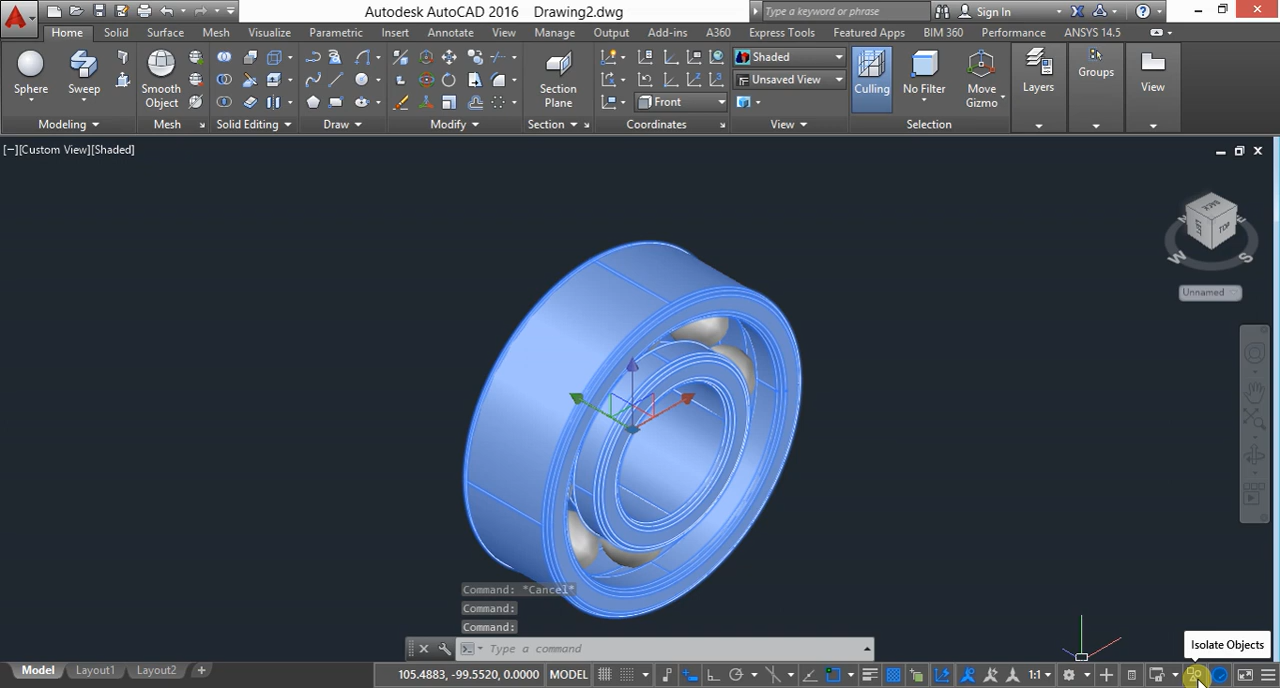 Autodesk AutoCAD 2016 Drawing2.dwg
Type a keyword or phrase
Sign In
Home Solid Surface Mesh Visualize Parametric Insert Annotate View Manage Output Add-ins A360 Express Tools Featured Apps BIM 360 Performance ANSYS 14.5
Sphere
Sweep
Smooth
Object
Section
Plane
Front
Shaded
Unsaved View
Culling
No Filter
Move
Gizmo
Layers
Groups
View
Modeling Mesh Solid Editing Draw Modify Section Coordinates View Selection
[−][Custom View][Shaded]
BACK
LEFT
TOP
W
S
Unnamed
Command: *Cancel*
Command:
Command:
Type a command
Isolate Objects
Model Layout1 Layout2 +
105.4883, -99.5520, 0.0000 MODEL 1:1